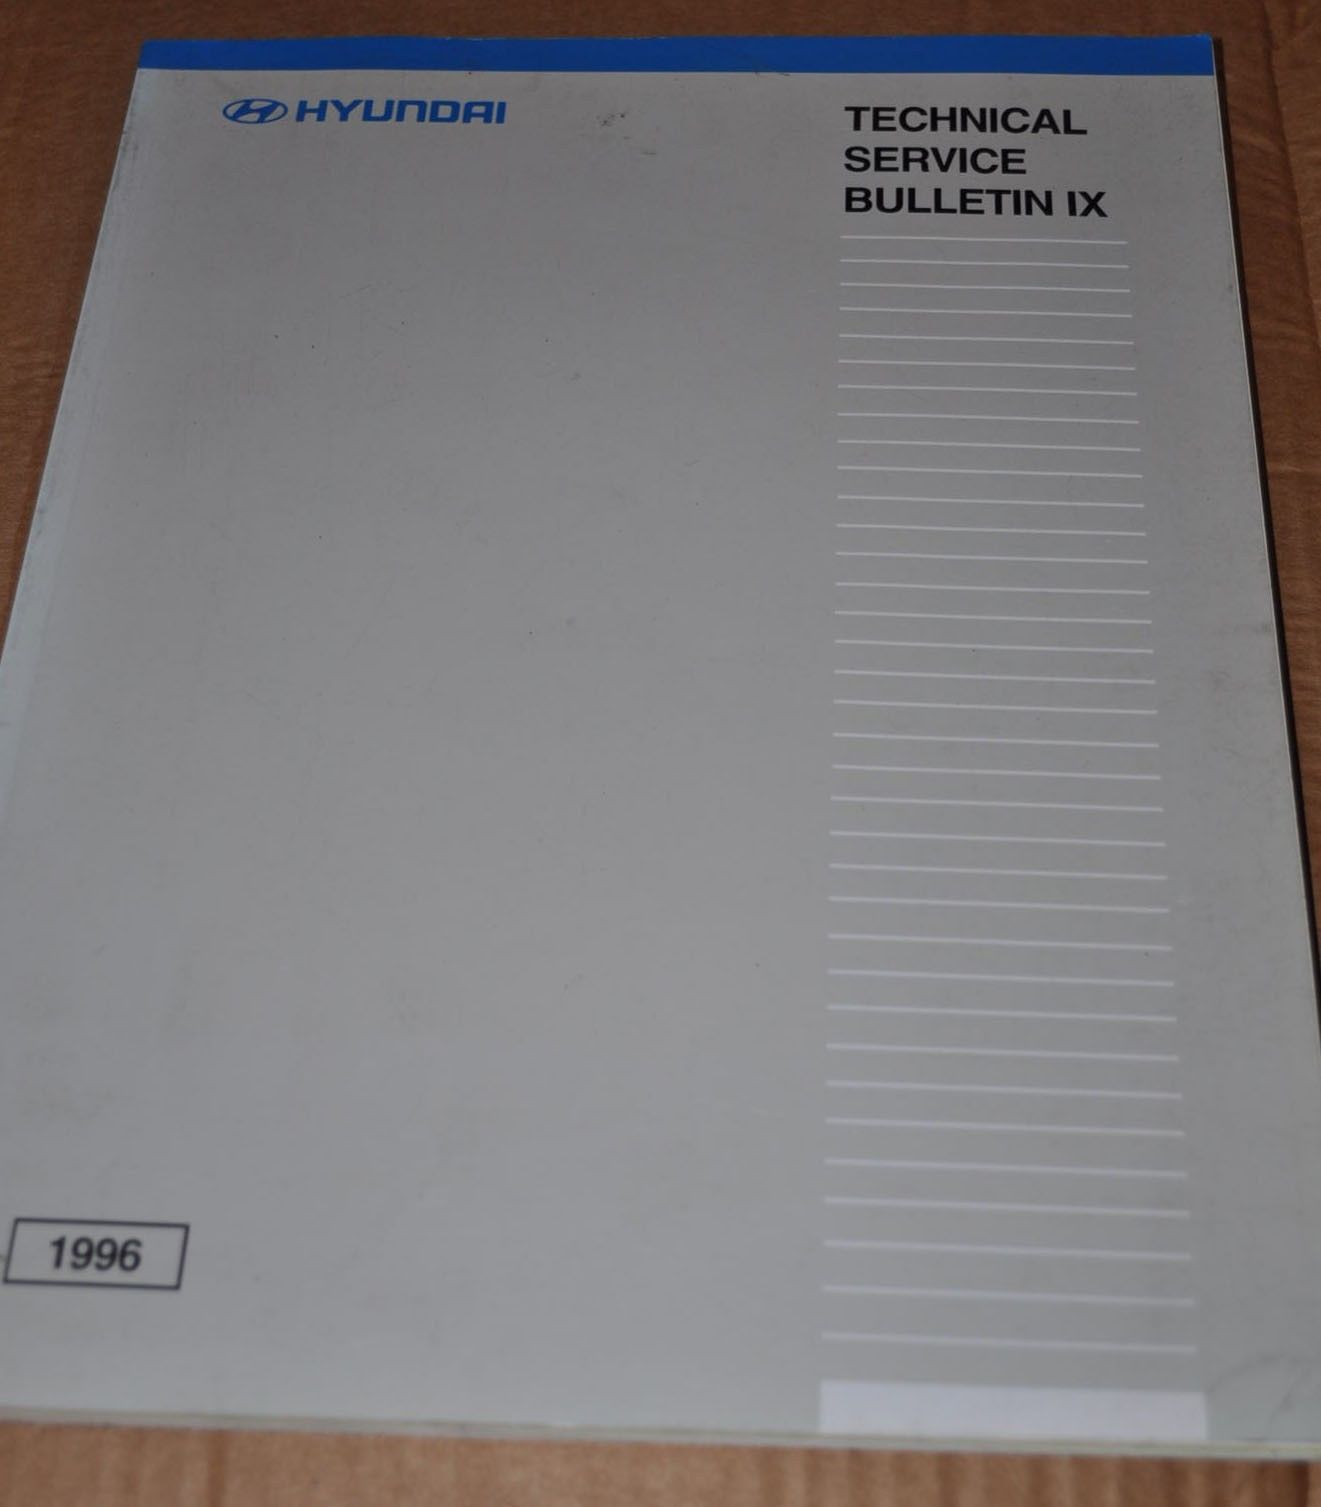 HYUNDAI
TECHNICAL
SERVICE
BULLETIN IX
1996